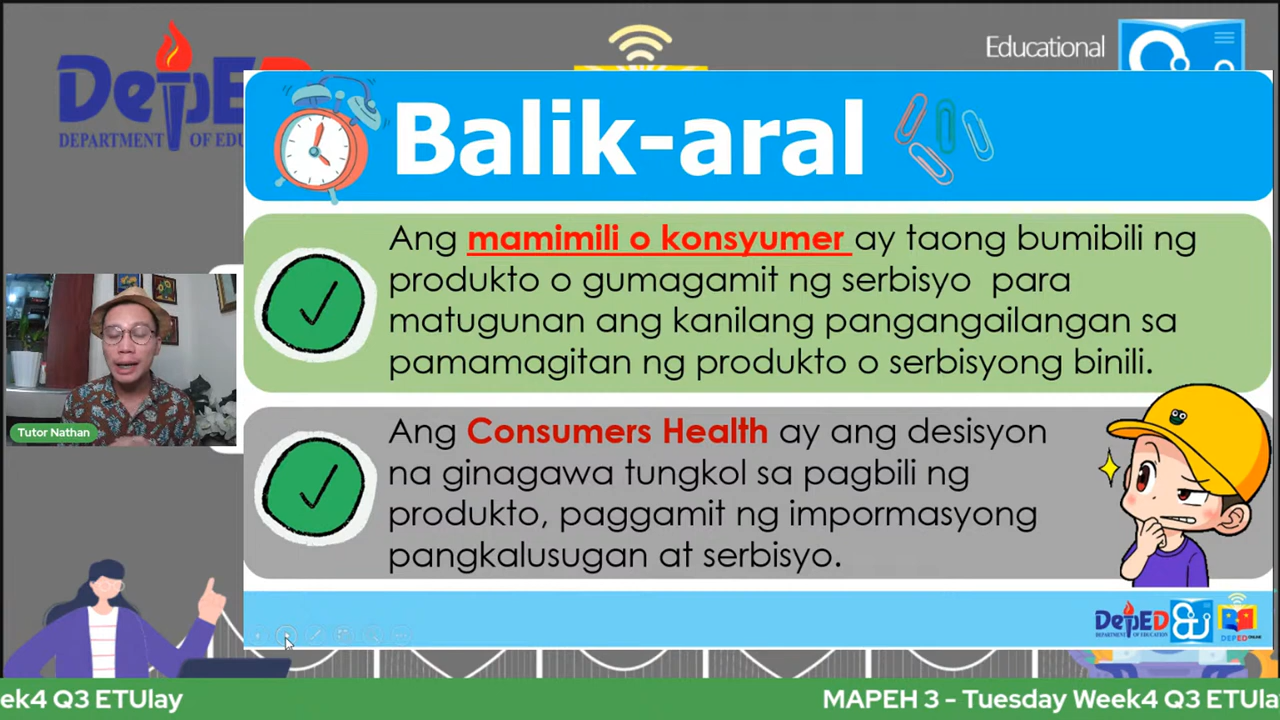 DepED
DEPARTMENT OF EDU
Educational
Balik-aral
Ang mamimili o konsyumer ay taong bumibili ng
produkto o gumagamit ng serbisyo para
matugunan ang kanilang pangangailangan sa
pamamagitan ng produkto o serbisyong binili.
Ang Consumers Health ay ang desisyon
na ginagawa tungkol sa pagbili ng
produkto, paggamit ng impormasyong
pangkalusugan at serbisyo.
Tutor Nathan
DepED
DEPARTMENT OF EDUCATION
DEPED ONLINE
ek4 Q3 ETUlay
MAPEH 3 - Tuesday Week4 Q3 ETUla